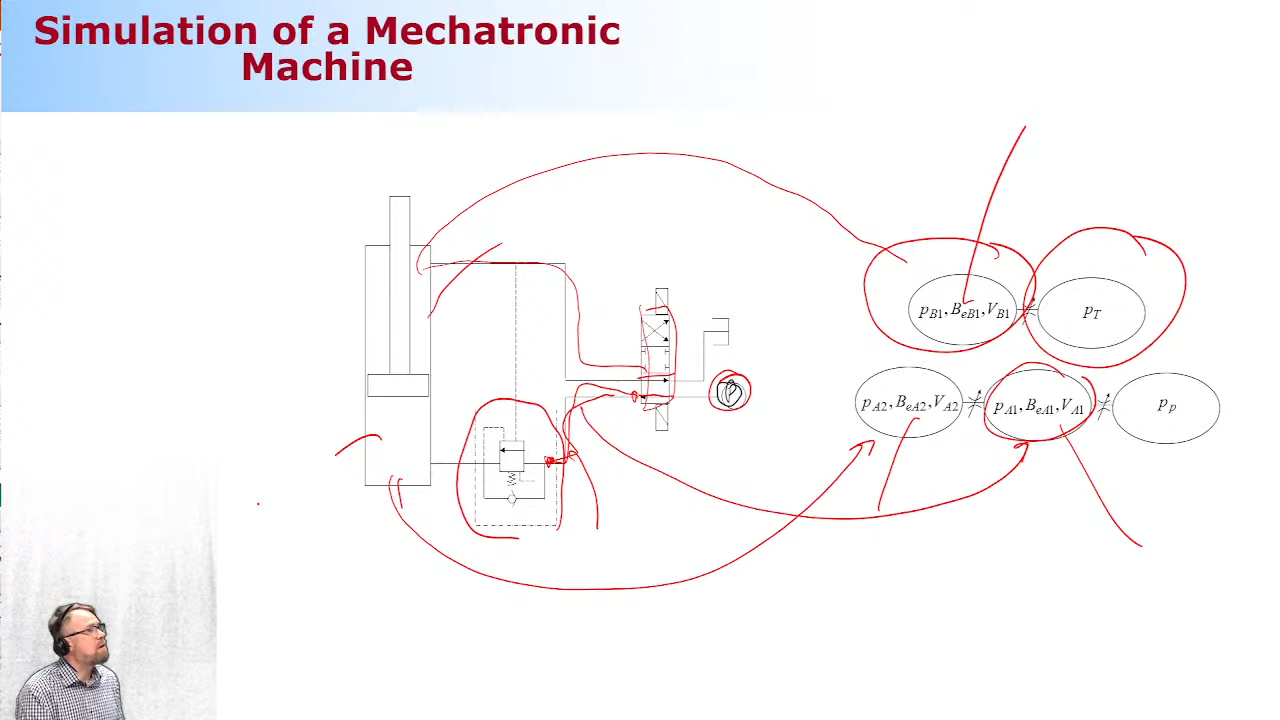 Simulation of a Mechatronic
Machine
p_B1, B_eB1, V_B1
p_T
p_A2, B_eA2, V_A2
p_A1, B_eA1, V_A1
p_p